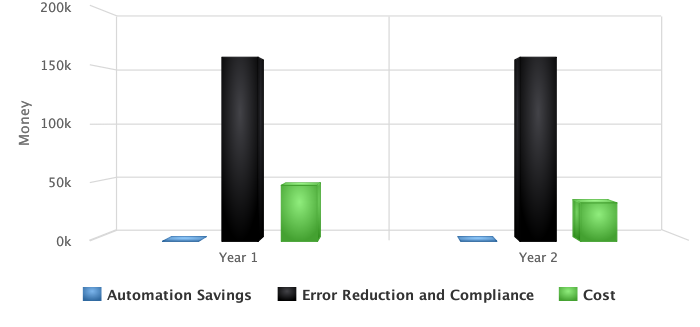 200k
150k
100k
50k
0k
Money
Year 1 Year 2
Automation Savings Error Reduction and Compliance Cost